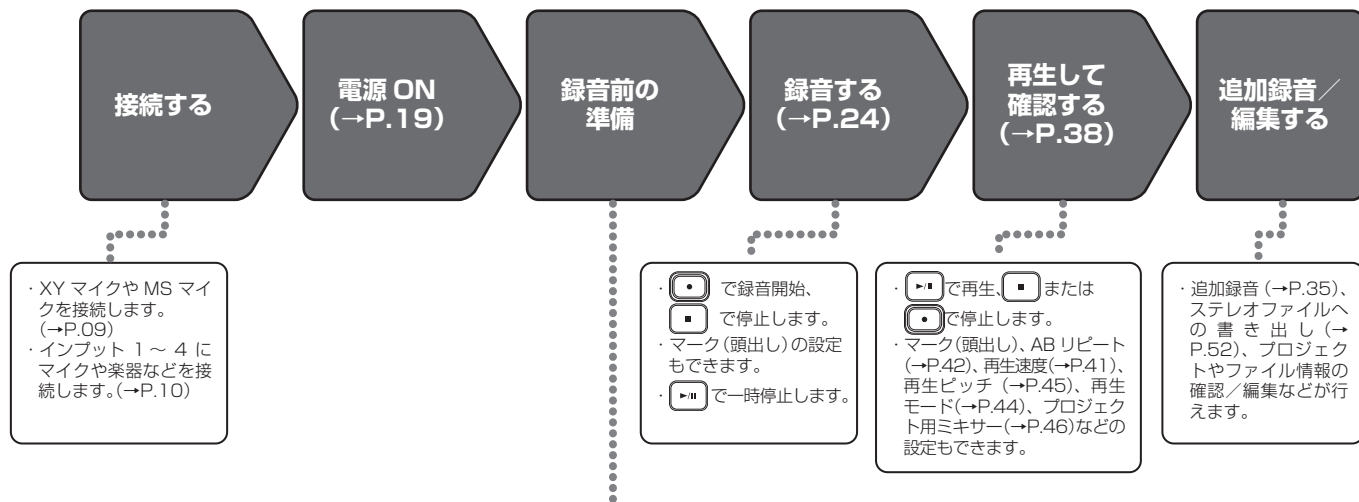 接続する
電源 ON
(→P.19)
録音前の
準備
録音する
(→P.24)
再生して
確認する
(→P.38)
追加録音／
編集する
・XY マイクや MS マイ
クを接続します。
(→P.09)
・インプット 1 ～ 4 に
マイクや楽器などを接
続します。(→P.10)
・ で録音開始、
で停止します。
・マーク(頭出し)の設定
もできます。
・ で一時停止します。
・ で再生、 または
で停止します。
・マーク(頭出し)、AB リピート
(→P.42)、再生速度(→P.41)、
再生ピッチ (→P.45)、再生
モード(→P.44)、プロジェク
ト用ミキサー(→P.46)などの
設定もできます。
・追加録音 (→P.35)、
ステレオファイルへ
の書き出し(→
P.52)、プロジェク
トやファイル情報の
確認／編集などが行
えます。